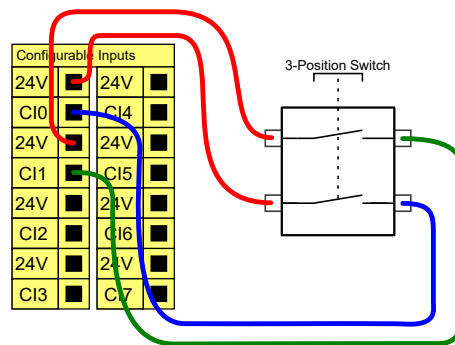 Configurable Inputs
24V 24V
CI0 CI4
24V 24V
CI1 CI5
24V 24V
CI2 CI6
24V 24V
CI3 CI7
3-Position Switch